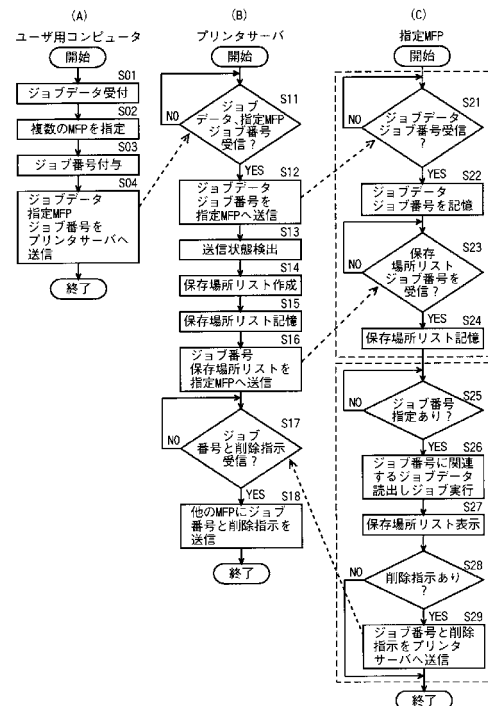 (A)
ユーザ用コンピュータ
開始
S01
ジョブデータ受付
S02
複数のMFPを指定
S03
ジョブ番号付与
S04
ジョブデータ
指定MFP
ジョブ番号を
プリンタサーバへ
送信
終了
(B)
プリンタサーバ
開始
S11
ジョブ
データ、指定MFP
ジョブ番号
受信?
NO
YES
S12
ジョブデータ
ジョブ番号を
指定MFPへ送信
S13
送信状態検出
S14
保存場所リスト作成
S15
保存場所リスト記憶
S16
ジョブ番号
保存場所リストを
指定MFPへ送信
S17
ジョブ
番号と削除指示
受信?
NO
YES
S18
他のMFPにジョブ
番号と削除指示を
送信
終了
(C)
指定MFP
開始
S21
ジョブデータ
ジョブ番号受信
?
NO
YES
S22
ジョブデータ
ジョブ番号を記憶
S23
保存
場所リスト
ジョブ番号を
受信?
NO
YES
S24
保存場所リスト記憶
S25
ジョブ番号
指定あり?
NO
YES
S26
ジョブ番号に関連
するジョブデータ
読出しジョブ実行
S27
保存場所リスト表示
S28
削除指示あり
?
NO
YES
S29
ジョブ番号と削除
指示をプリンタ
サーバへ送信
終了